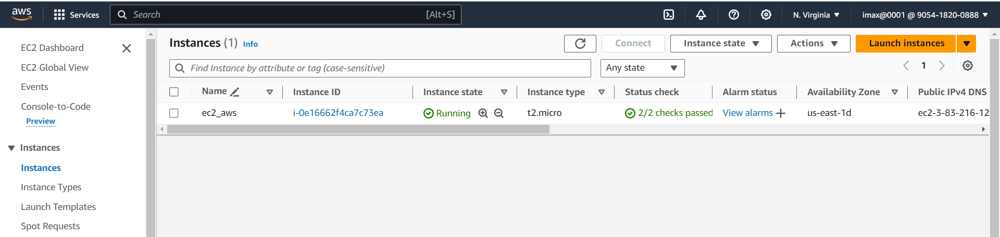 aws Services Search [Alt+S] N. Virginia imax@0001 @ 9054-1820-0888
EC2 Dashboard
EC2 Global View
Events
Console-to-Code
Preview
Instances
Instances
Instance Types
Launch Templates
Spot Requests
Instances (1) Info Connect Instance state Actions Launch instances
Find Instance by attribute or tag (case-sensitive) Any state 1
Name Instance ID Instance state Instance type Status check Alarm status Availability Zone Public IPv4 DNS
ec2_aws i-0e16662f4ca7c73ea Running t2.micro 2/2 checks passed View alarms + us-east-1d ec2-3-83-216-12